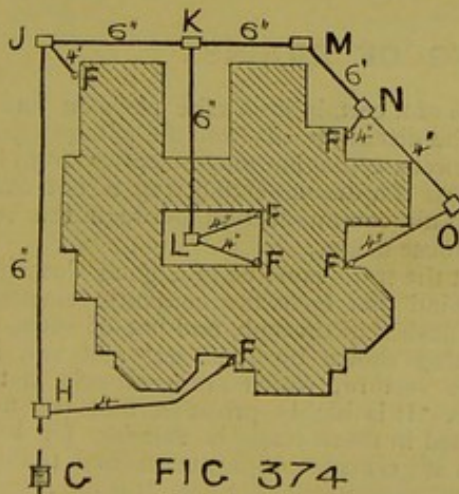 J 6" K 6" M
4' F 6'
N
6" F 4" 4"
4" F
L 4" O
6" F F 4"
F
H 4"
C FIG 374